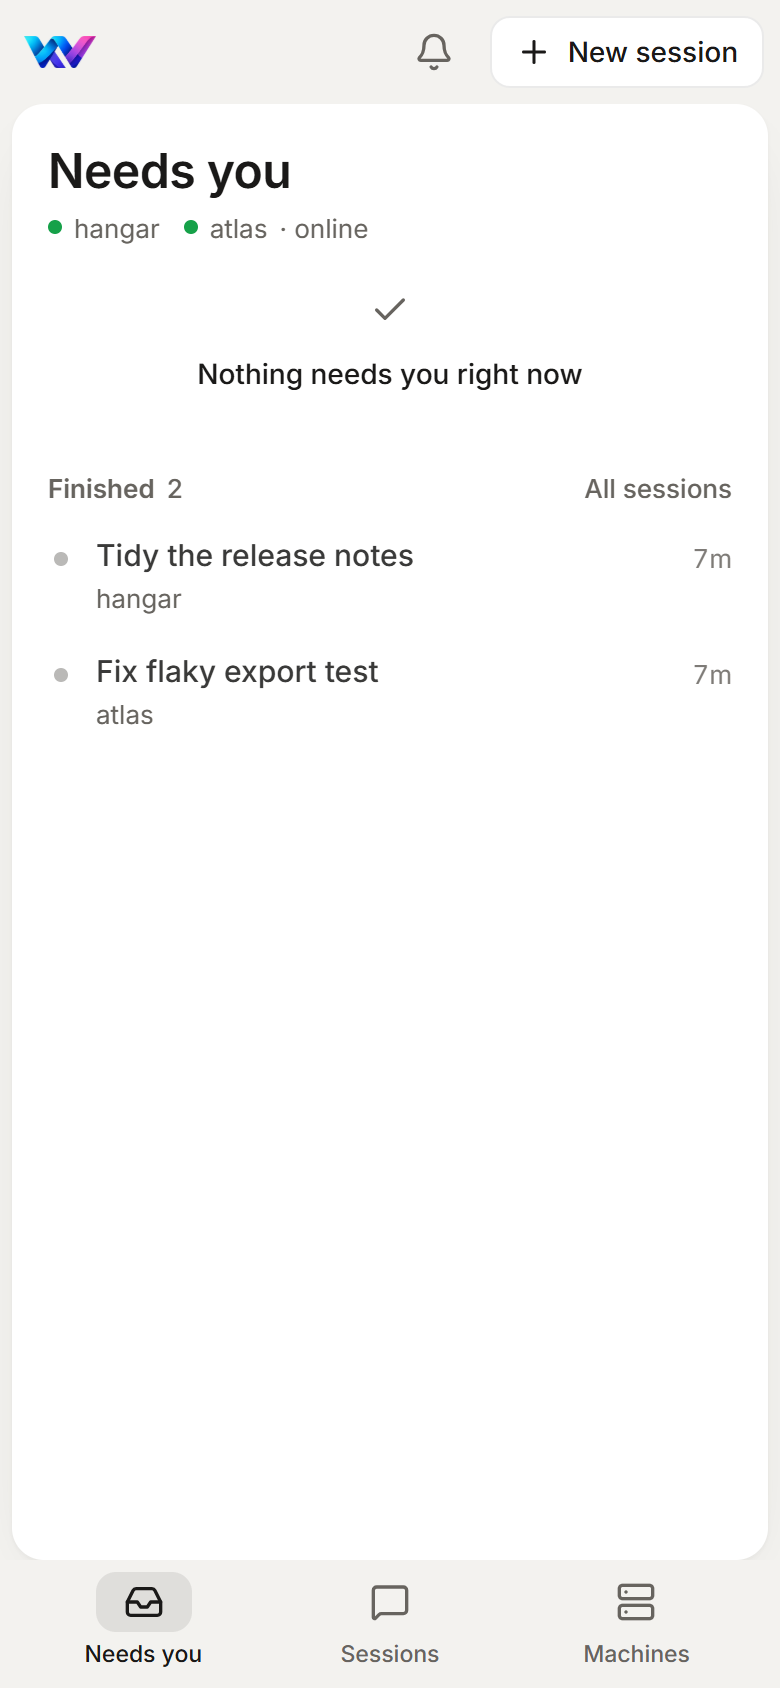 New session
Needs you
hangar atlas · online
Nothing needs you right now
Finished 2 All sessions
Tidy the release notes 7m
hangar
Fix flaky export test 7m
atlas
Needs you Sessions Machines